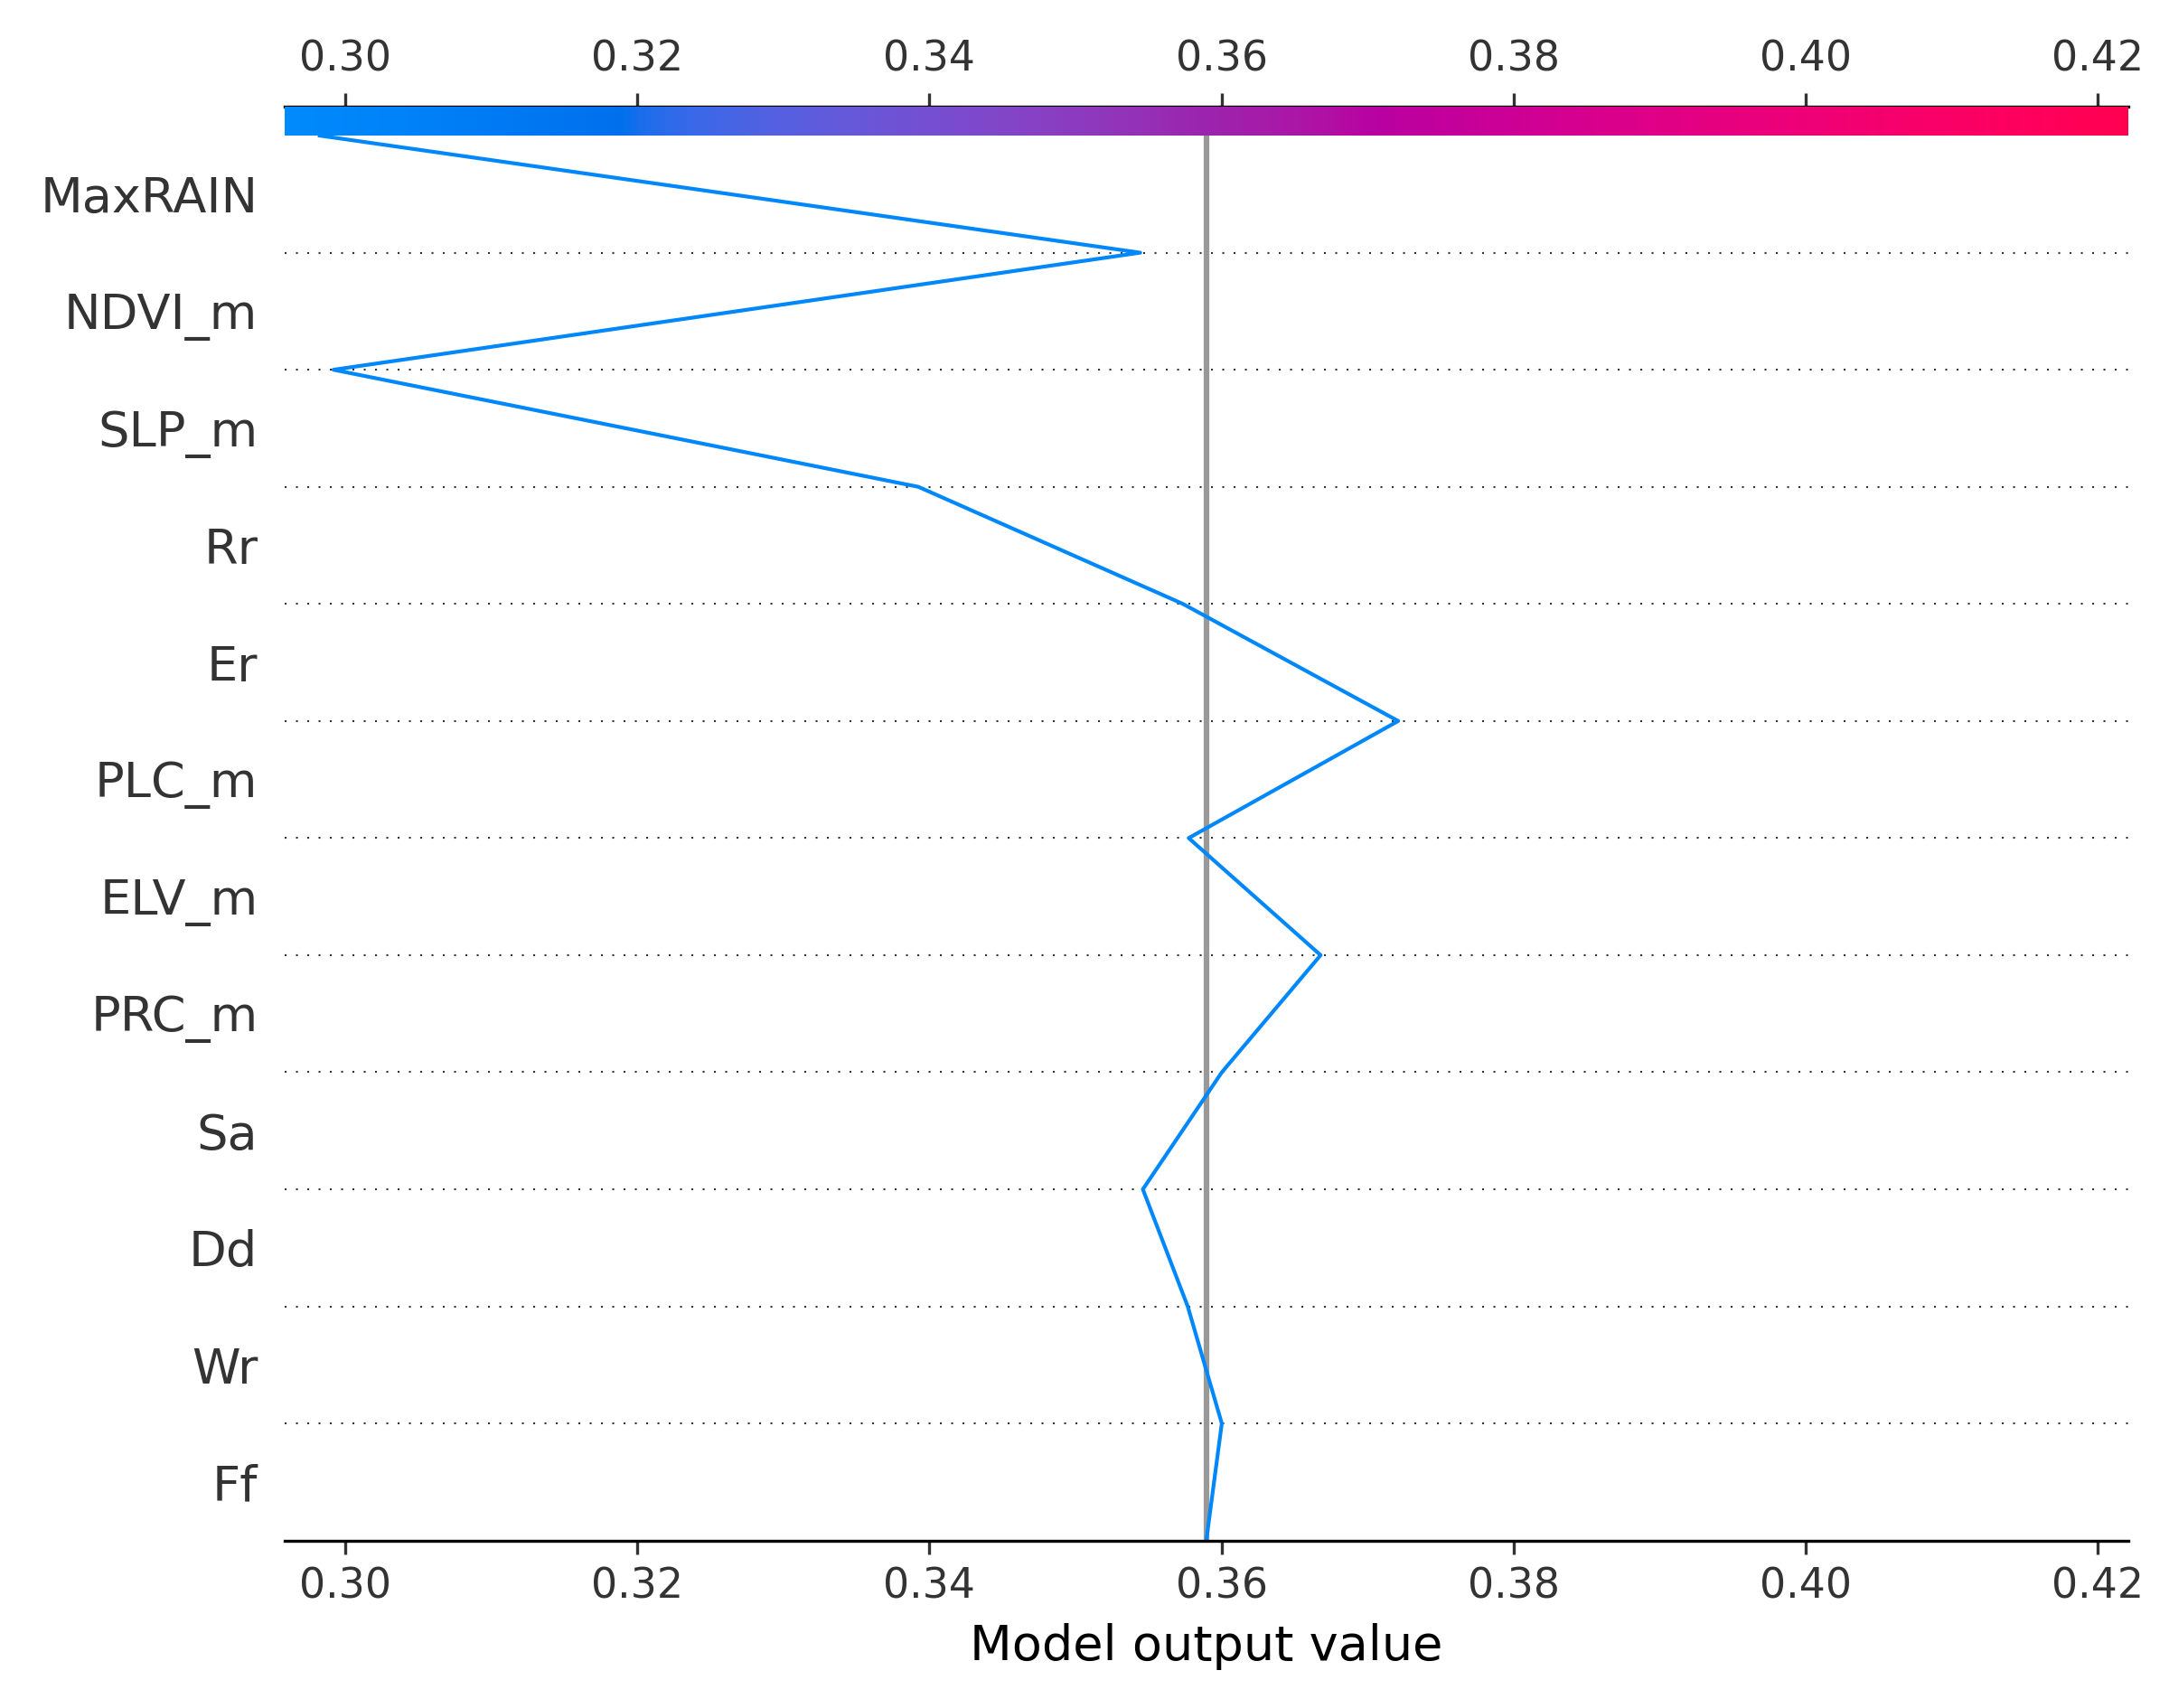 0.30 0.32 0.34 0.36 0.38 0.40 0.42
MaxRAIN
NDVI_m
SLP_m
Rr
Er
PLC_m
ELV_m
PRC_m
Sa
Dd
Wr
Ff
0.30 0.32 0.34 0.36 0.38 0.40 0.42
Model output value